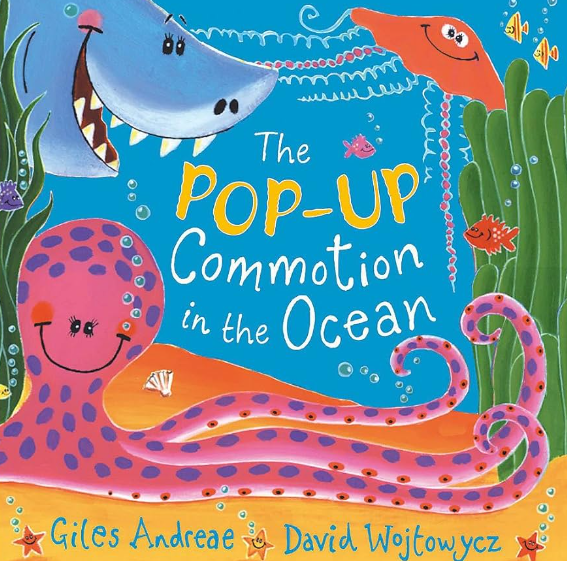 The
POP-UP
Commotion
in the Ocean
Giles Andreae
David Wojtowycz